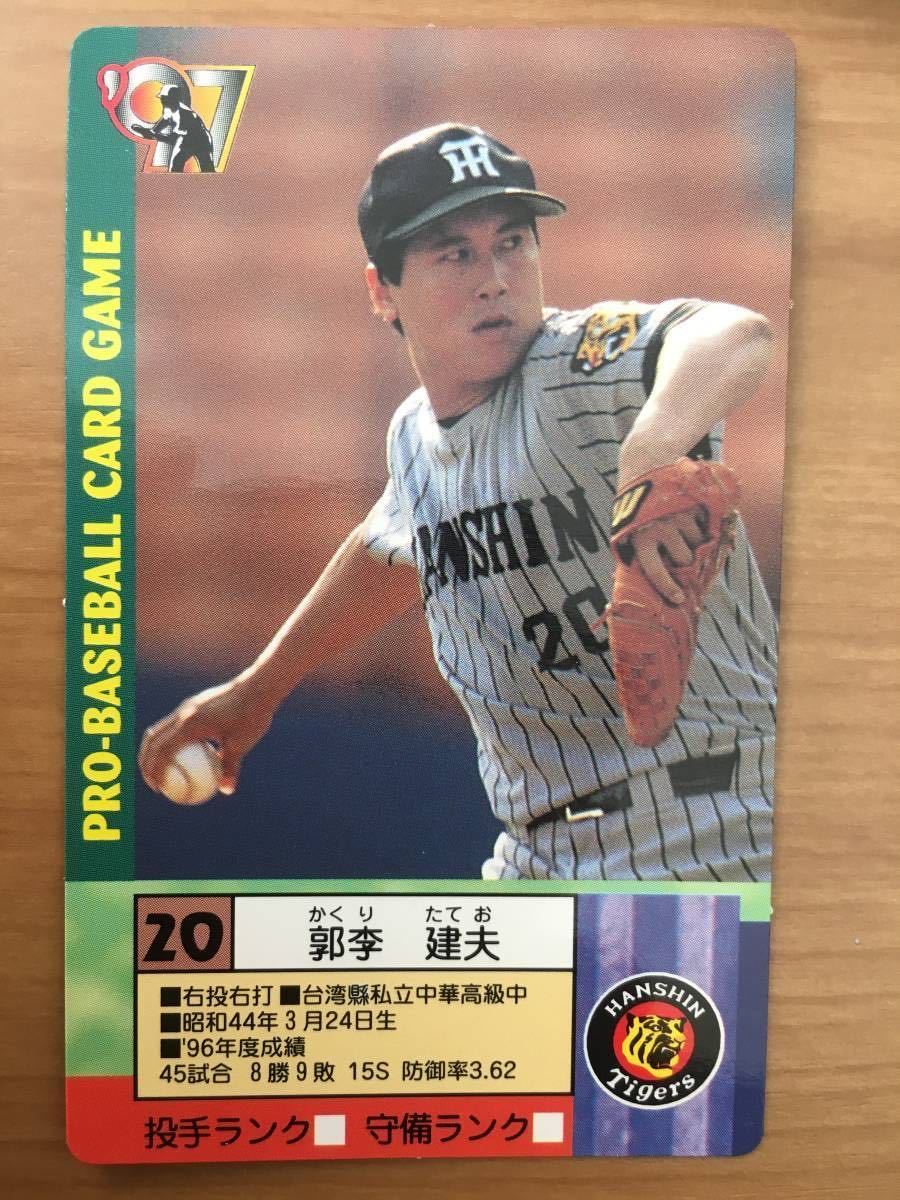 '97
PRO-BASEBALL CARD GAME
HT
ANSHIN
20
20
かくり たてお
郭李 建夫
■右投右打 ■台湾縣私立中華高級中
■昭和44年3月24日生
■'96年度成績
45試合 8勝9敗 15S 防御率3.62
HANSHIN
Tigers
投手ランク□ 守備ランク□